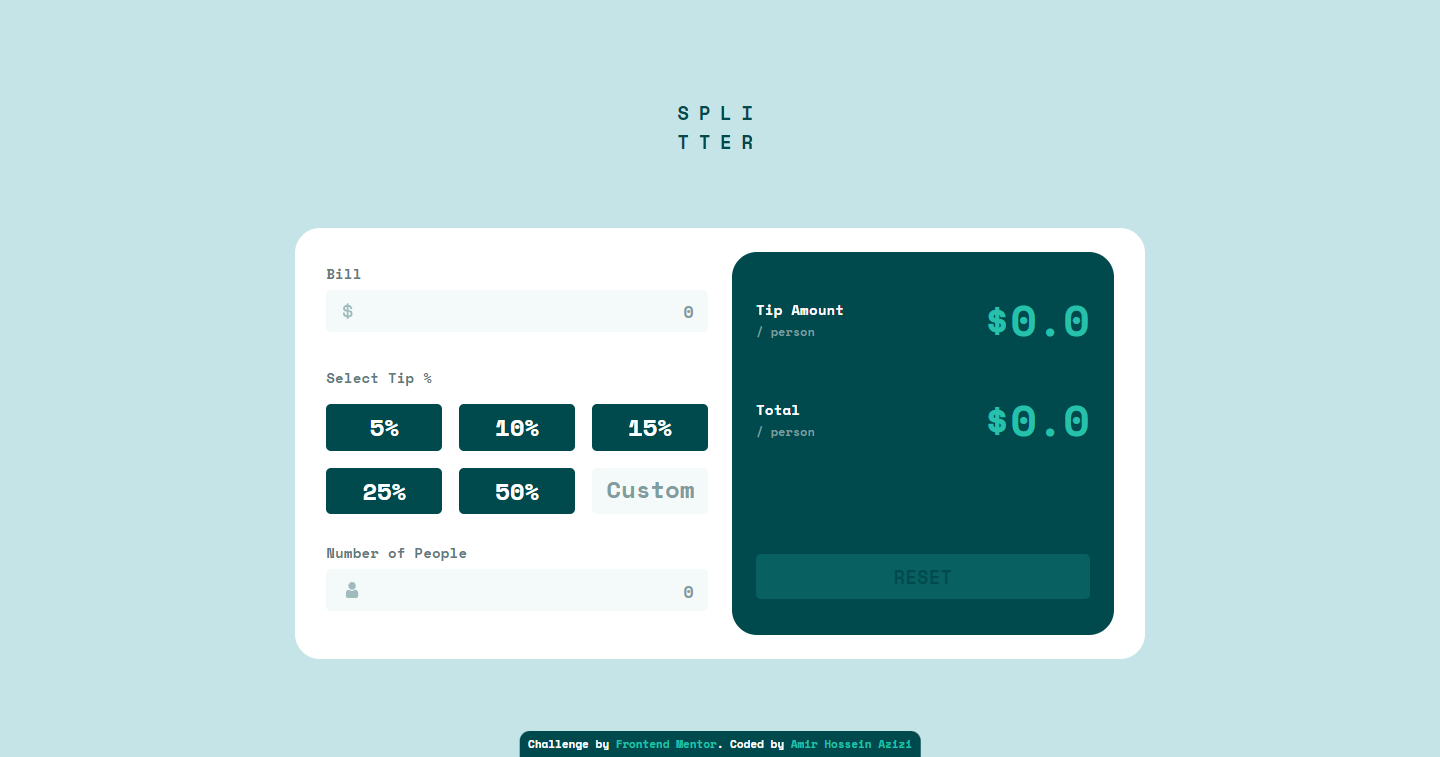 SPLI
TTER
Bill
$ 0
Select Tip %
5% 10% 15%
25% 50% Custom
Number of People
0
Tip Amount
/ person
$0.0
Total
/ person
$0.0
RESET
Challenge by Frontend Mentor. Coded by Amir Hossein Azizi